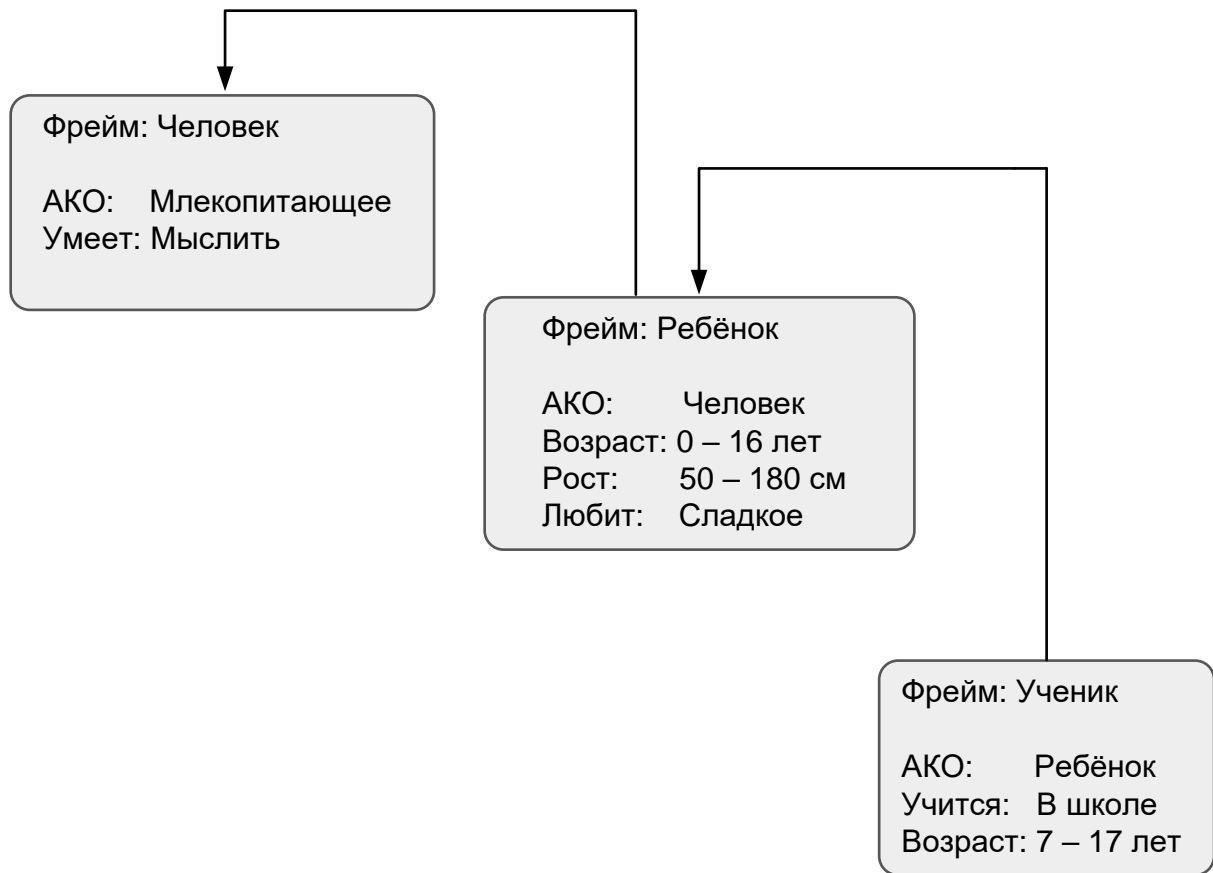 Фрейм: Человек
АКО: Млекопитающее
Умеет: Мыслить
Фрейм: Ребёнок
АКО: Человек
Возраст: 0 – 16 лет
Рост: 50 – 180 см
Любит: Сладкое
Фрейм: Ученик
АКО: Ребёнок
Учится: В школе
Возраст: 7 – 17 лет